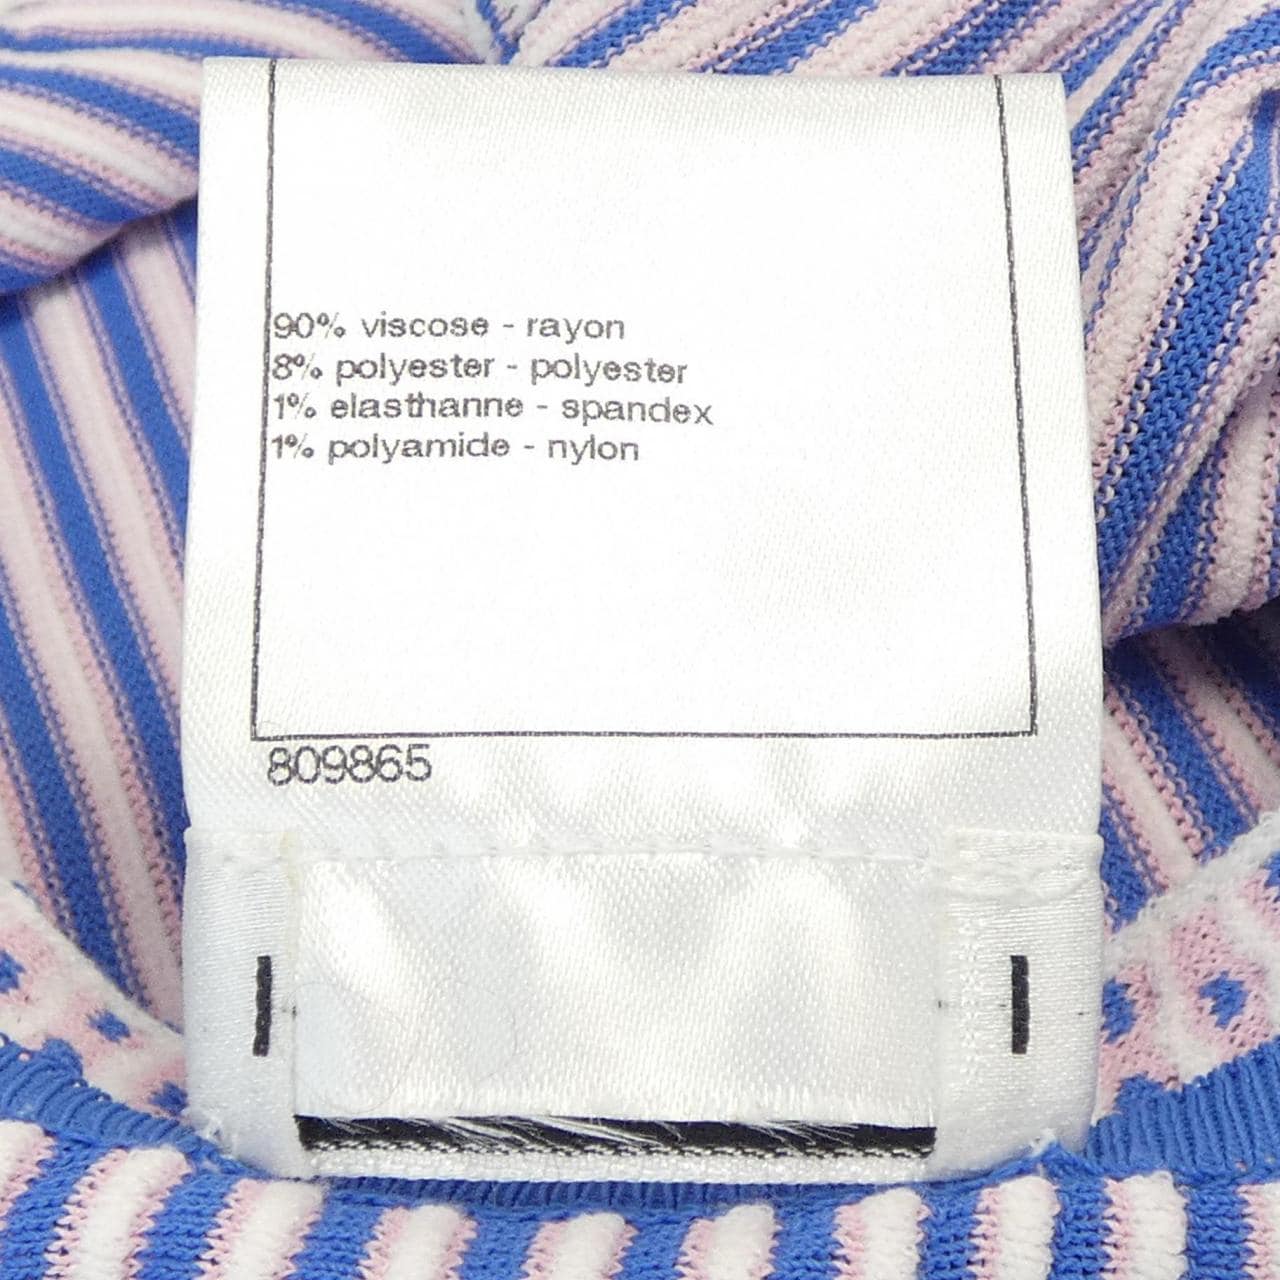 90% viscose - rayon
8% polyester - polyester
1% elasthanne - spandex
1% polyamide - nylon
809865